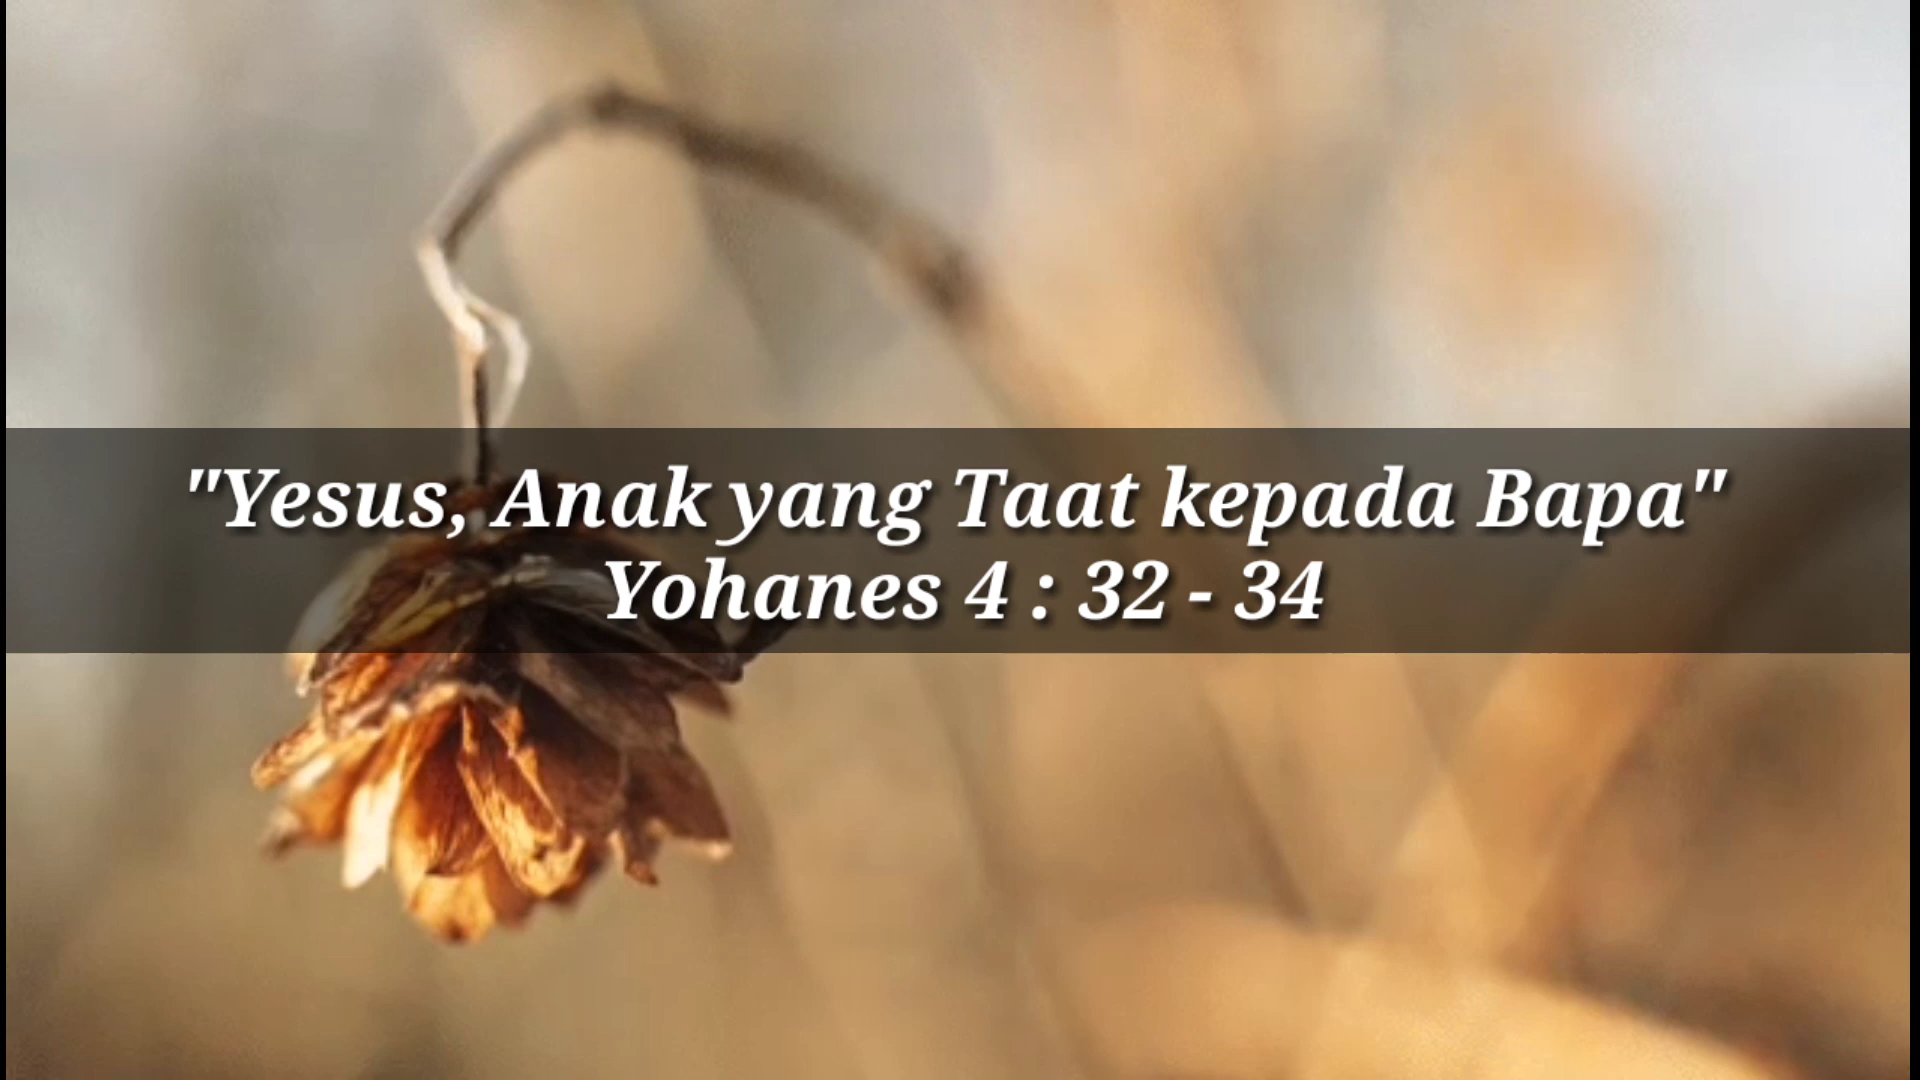 "Yesus, Anak yang Taat kepada Bapa"
Yohanes 4 : 32 - 34